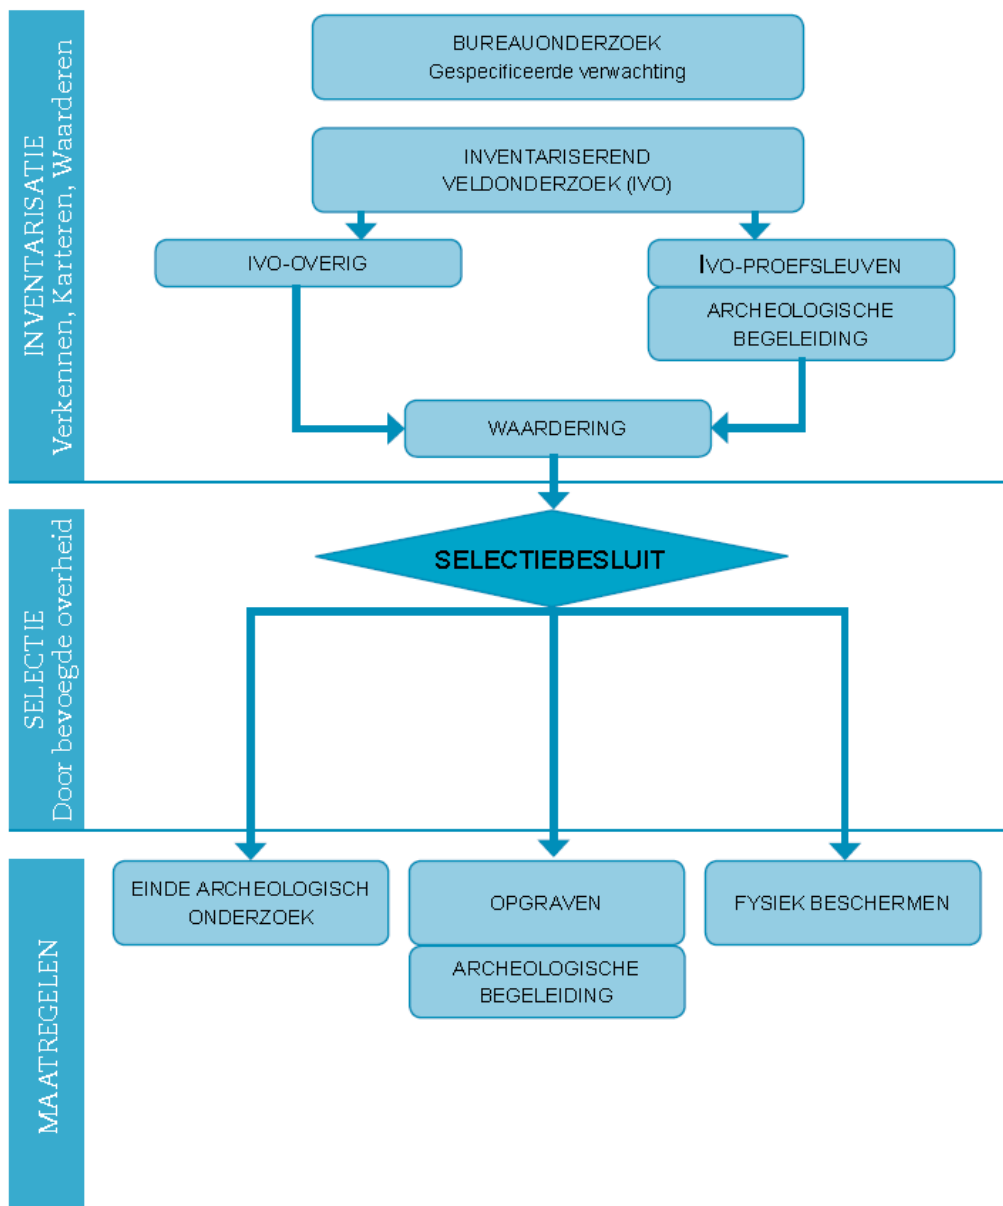 INVENTARISATIE
Verkennen, Karteren, Waarderen
BUREAUONDERZOEK
Gespecificeerde verwachting
INVENTARISEREND
VELDONDERZOEK (IVO)
IVO-OVERIG
IVO-PROEFSLEUVEN
ARCHEOLOGISCHE
BEGELEIDING
WAARDERING
SELECTIE
Door bevoegde overheid
SELECTIEBESLUIT
MAATREGELEN
EINDE ARCHEOLOGISCH
ONDERZOEK
OPGRAVEN
ARCHEOLOGISCHE
BEGELEIDING
FYSIEK BESCHERMEN